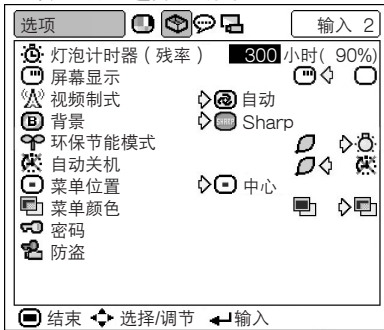 选项 输入 2
灯泡计时器（残率） 300 小时( 90%)
屏幕显示
视频制式 自动
B 背景 SHARP Sharp
环保节能模式
自动关机
菜单位置 中心
菜单颜色
密码
防盗
结束 选择/调节 输入